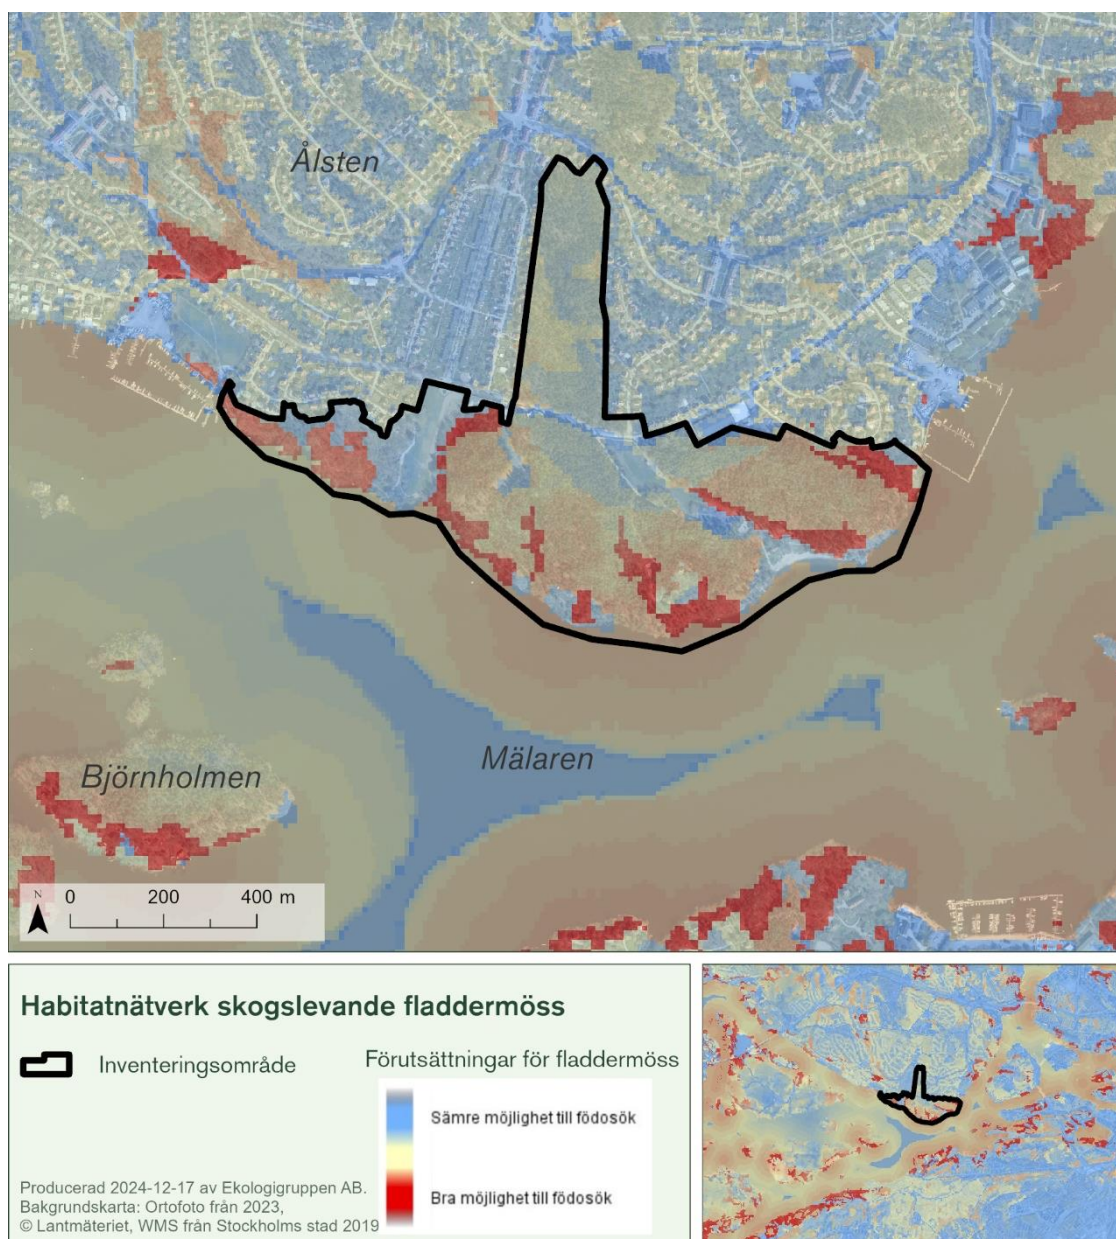 Ålsten
Mälaren
Björnholmen
N
0 200 400 m
Habitatnätverk skogslevande fladdermöss
Inventeringsområde
Förutsättningar för fladdermöss
Sämre möjlighet till födosök
Bra möjlighet till födosök
Producerad 2024-12-17 av Ekologigruppen AB.
Bakgrundskarta: Ortofoto från 2023,
© Lantmäteriet, WMS från Stockholms stad 2019